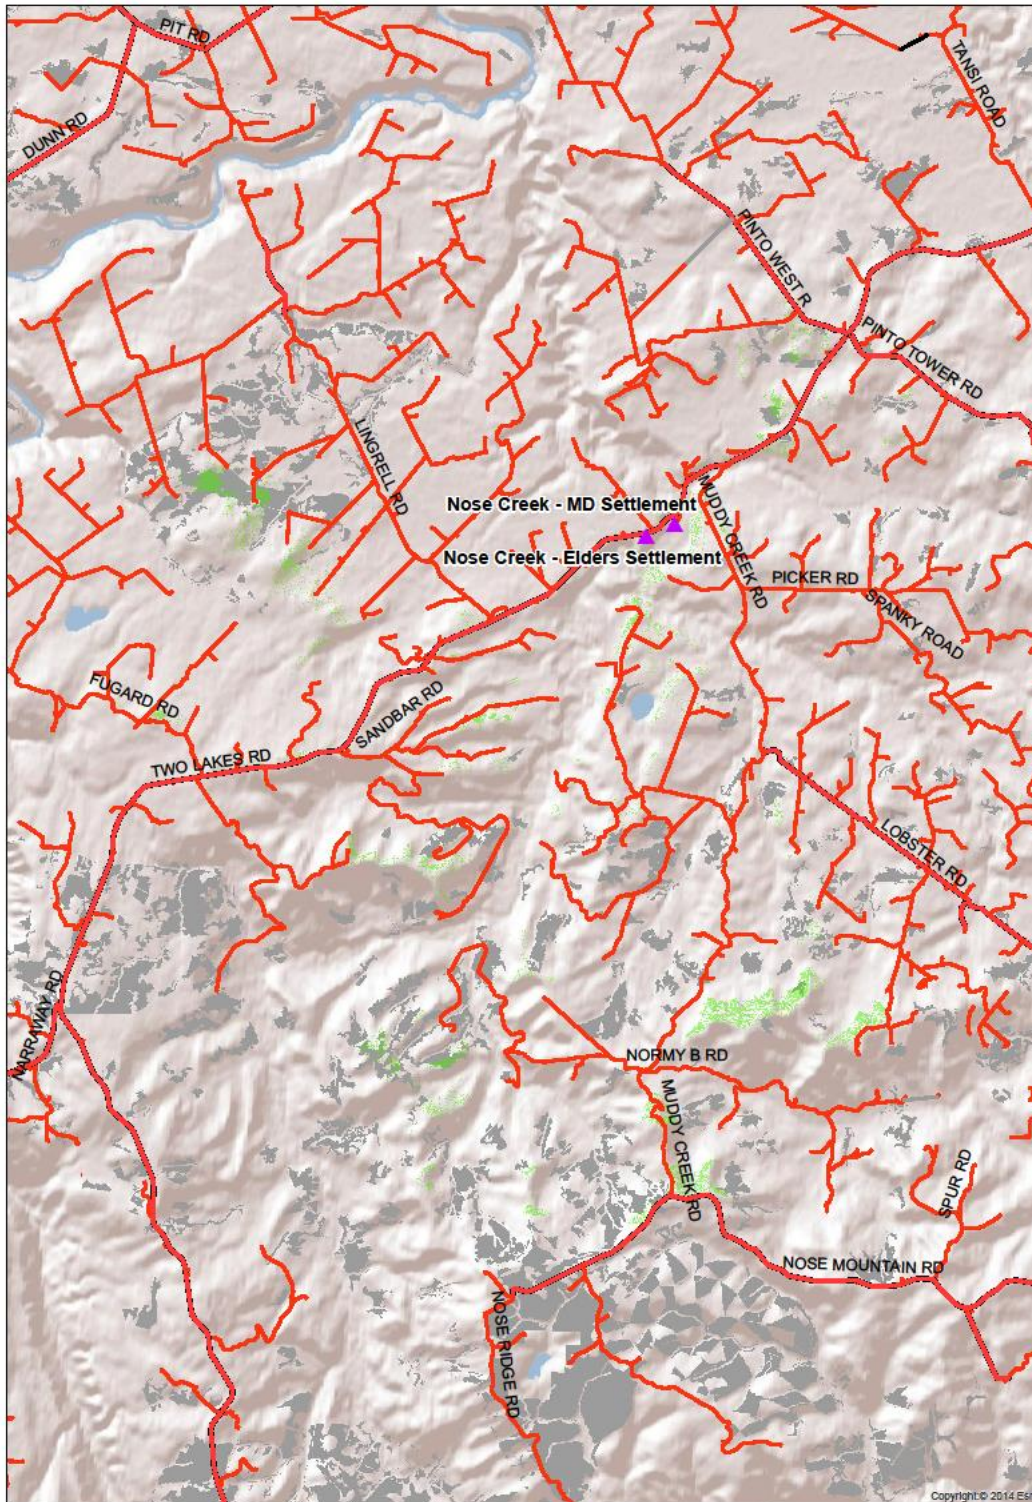 PIT RD
TANSI ROAD
DUNN RD
PINTO WEST R
PINTO TOWER RD
LINGRELL RD
Nose Creek - MD Settlement
MUDDY CREEK RD
Nose Creek - Elders Settlement
PICKER RD
SPANKY ROAD
FUGARD RD
SANDBAR RD
TWO LAKES RD
LOBSTER RD
NARRAWAY RD
NORMY B RD
MUDDY CREEK RD
SPUR RD
NOSE MOUNTAIN RD
NOSE RIDGE RD
Copyright:© 2014 Esr